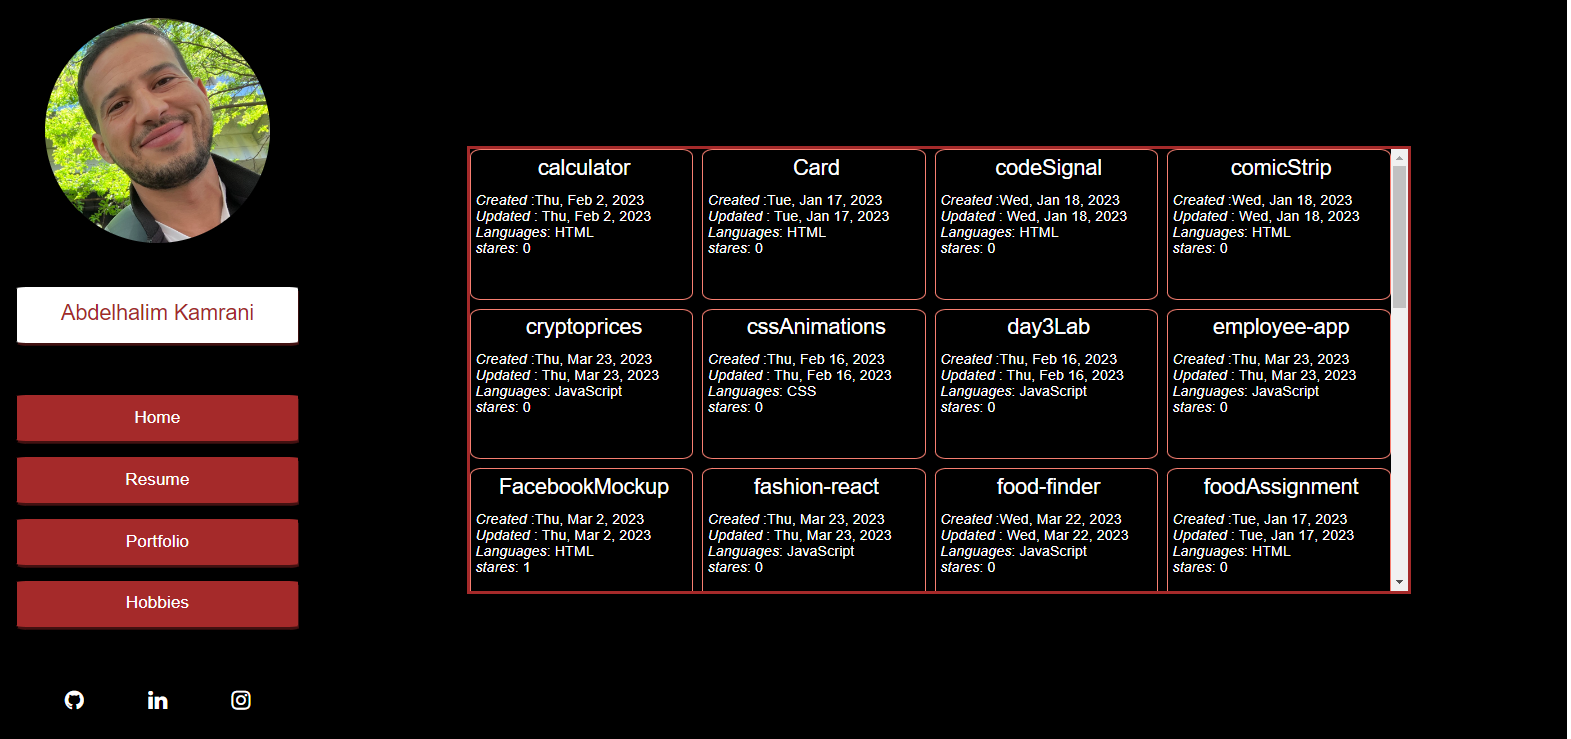 Abdelhalim Kamrani
Home
Resume
Portfolio
Hobbies
calculator
Created :Thu, Feb 2, 2023
Updated : Thu, Feb 2, 2023
Languages: HTML
stares: 0
Card
Created :Tue, Jan 17, 2023
Updated : Tue, Jan 17, 2023
Languages: HTML
stares: 0
codeSignal
Created :Wed, Jan 18, 2023
Updated : Wed, Jan 18, 2023
Languages: HTML
stares: 0
comicStrip
Created :Wed, Jan 18, 2023
Updated : Wed, Jan 18, 2023
Languages: HTML
stares: 0
cryptoprices
Created :Thu, Mar 23, 2023
Updated : Thu, Mar 23, 2023
Languages: JavaScript
stares: 0
cssAnimations
Created :Thu, Feb 16, 2023
Updated : Thu, Feb 16, 2023
Languages: CSS
stares: 0
day3Lab
Created :Thu, Feb 16, 2023
Updated : Thu, Feb 16, 2023
Languages: JavaScript
stares: 0
employee-app
Created :Thu, Mar 23, 2023
Updated : Thu, Mar 23, 2023
Languages: JavaScript
stares: 0
FacebookMockup
Created :Thu, Mar 2, 2023
Updated : Thu, Mar 2, 2023
Languages: HTML
stares: 1
fashion-react
Created :Thu, Mar 23, 2023
Updated : Thu, Mar 23, 2023
Languages: JavaScript
stares: 0
food-finder
Created :Wed, Mar 22, 2023
Updated : Wed, Mar 22, 2023
Languages: JavaScript
stares: 0
foodAssignment
Created :Tue, Jan 17, 2023
Updated : Tue, Jan 17, 2023
Languages: HTML
stares: 0